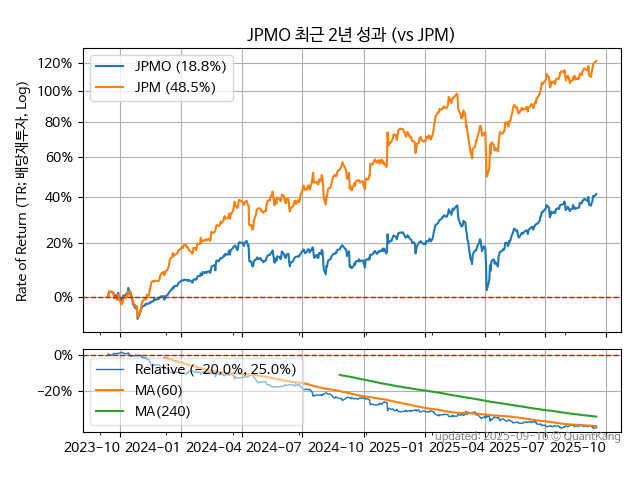 JPMO 최근 2년 성과 (vs JPM)
Rate of Return (TR: 배당재투자, Log)
120%
100%
80%
60%
40%
20%
0%
JPMO (18.8%)
JPM (48.5%)
0%
−20%
Relative (−20.0%, 25.0%)
MA(60)
MA(240)
updated: 2025-09-16 © QuantKang
2023-10 2024-01 2024-04 2024-07 2024-10 2025-01 2025-04 2025-07 2025-10